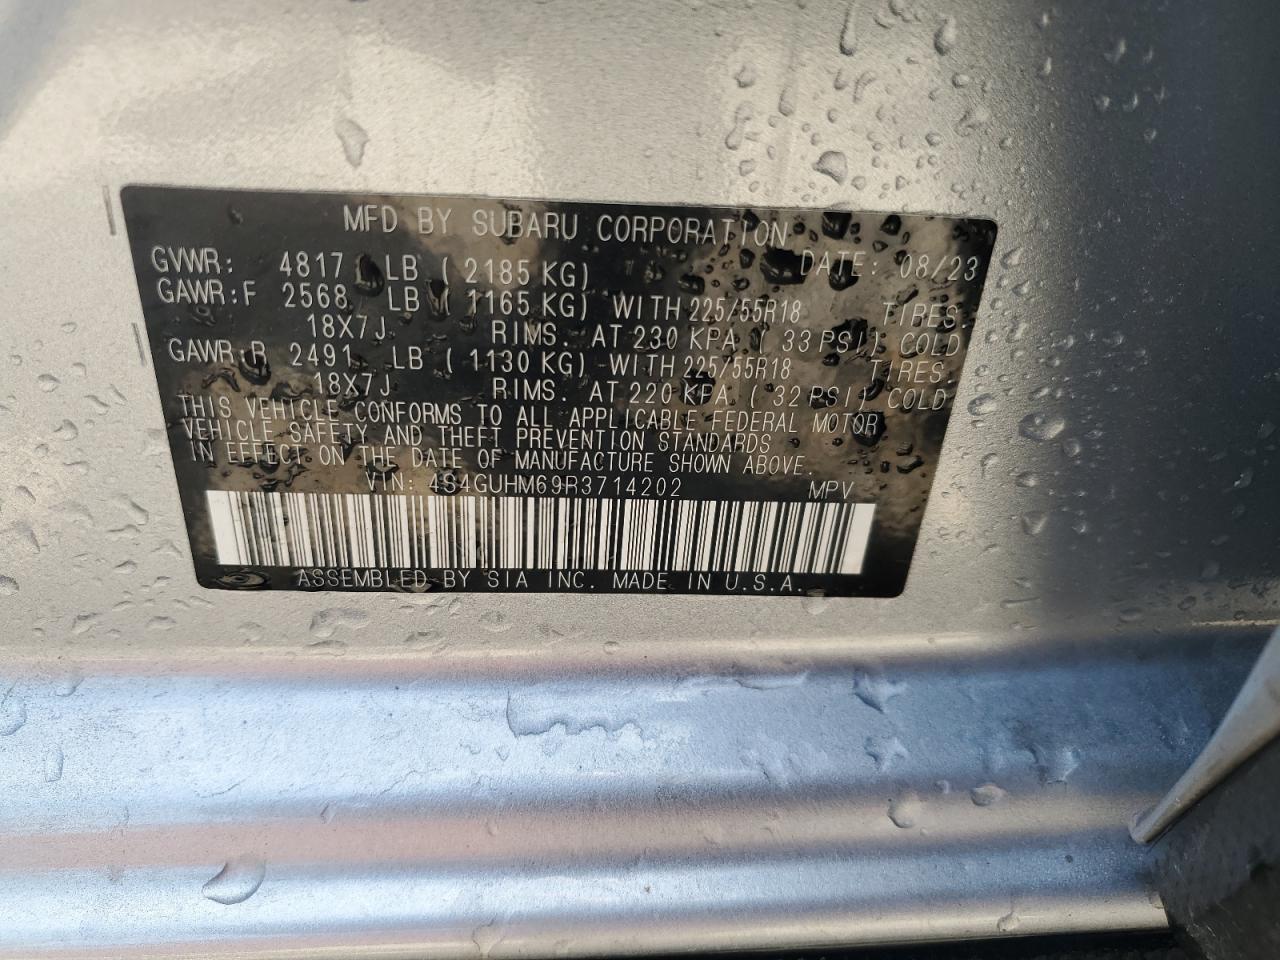 MFD BY SUBARU CORPORATION
DATE: 08/23
GVWR: 4817 LB ( 2185 KG)
GAWR:F 2568 LB ( 1165 KG) WITH 225/55R18 TIRES.
18X7J RIMS. AT 230 KPA ( 33 PSI) COLD
GAWR:R 2491 LB ( 1130 KG) WITH 225/55R18 TIRES.
18X7J RIMS. AT 220 KPA ( 32 PSI) COLD
THIS VEHICLE CONFORMS TO ALL APPLICABLE FEDERAL MOTOR
VEHICLE SAFETY AND THEFT PREVENTION STANDARDS
IN EFFECT ON THE DATE OF MANUFACTURE SHOWN ABOVE.
VIN: 4S4GUHM69R3714202 MPV
ASSEMBLED BY SIA INC. MADE IN U.S.A.